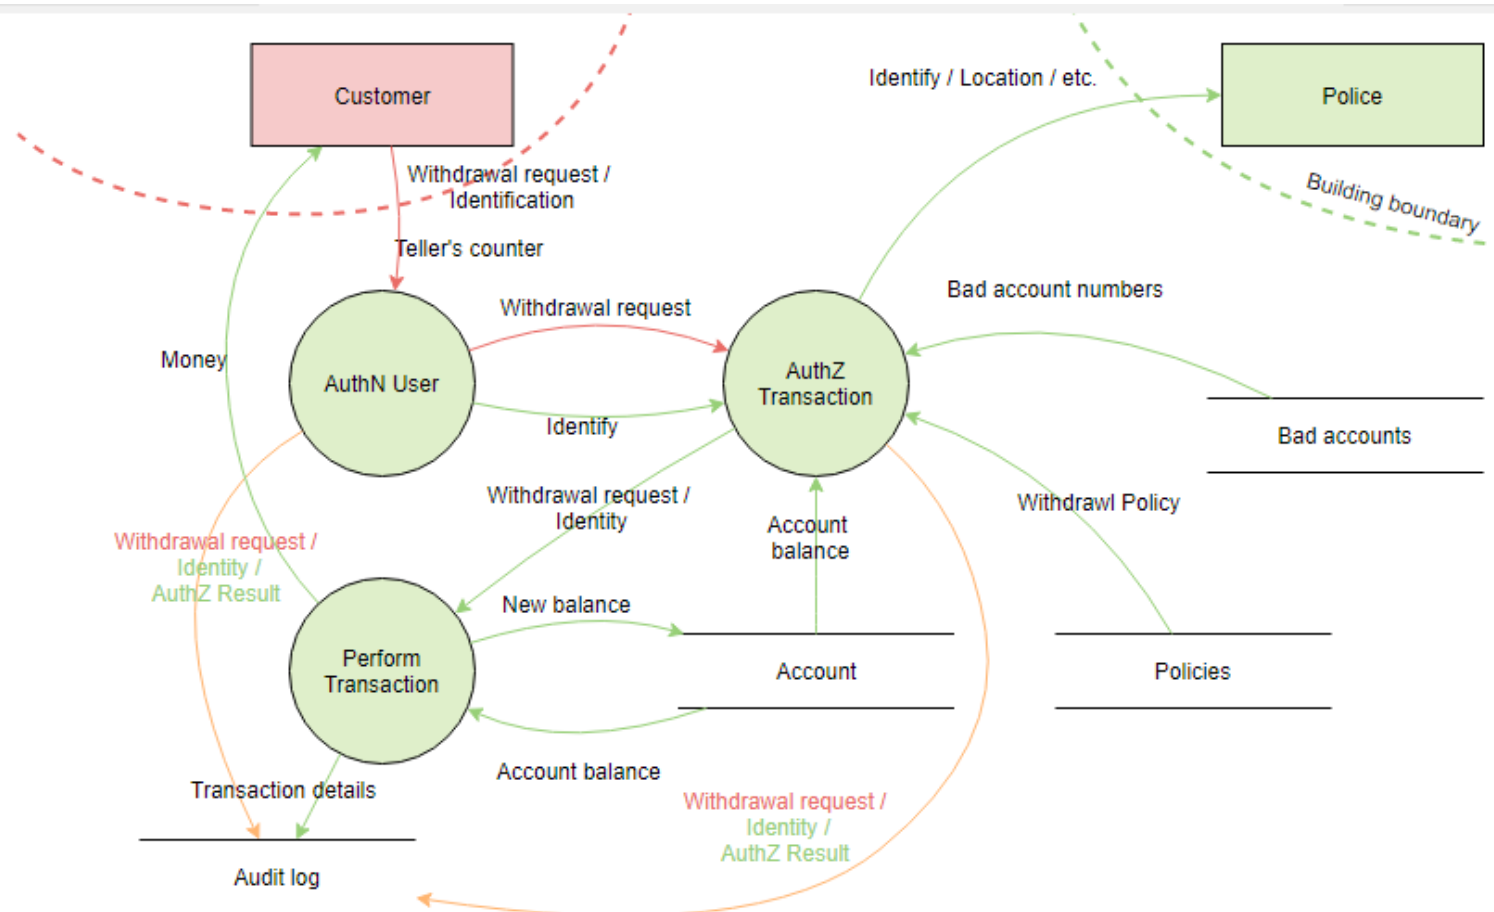 Customer
Identify / Location / etc.
Police
Withdrawal request /
Identification
Building boundary
Teller's counter
Withdrawal request
Bad account numbers
Money
AuthN User
AuthZ
Transaction
Identify
Bad accounts
Withdrawal request /
Identity
Account
balance
Withdrawl Policy
Withdrawal request /
Identity /
AuthZ Result
New balance
Perform
Transaction
Account
Policies
Account balance
Transaction details
Withdrawal request /
Identity /
AuthZ Result
Audit log